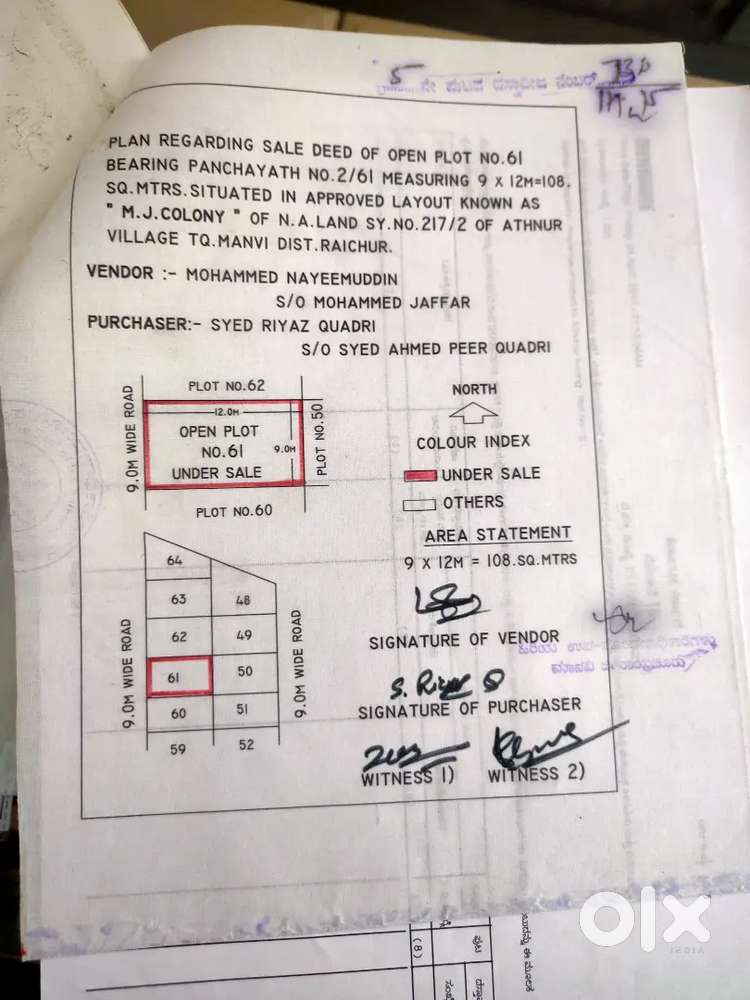 5 ನೇ ಪುಟದ ದಸ್ತಾವೇಜ ನಂಬರ್ 730
PLAN REGARDING SALE DEED OF OPEN PLOT NO.61
BEARING PANCHAYATH NO.2/61 MEASURING 9 X 12M=108.
SQ.MTRS.SITUATED IN APPROVED LAYOUT KNOWN AS
" M.J.COLONY " OF N.A.LAND SY.NO.217/2 OF ATHNUR
VILLAGE TQ.MANVI DIST.RAICHUR.
VENDOR :- MOHAMMED NAYEEMUDDIN
S/O MOHAMMED JAFFAR
PURCHASER:- SYED RIYAZ QUADRI
S/O SYED AHMED PEER QUADRI
PLOT NO.62
9.0M WIDE ROAD
12.0M
OPEN PLOT
NO.61
9.0M
UNDER SALE
PLOT NO.50
PLOT NO.60
NORTH
COLOUR INDEX
UNDER SALE
OTHERS
AREA STATEMENT
9 X 12M = 108.SQ.MTRS
64
63 48
62 49
61 50
60 51
59 52
9.0M WIDE ROAD
9.0M WIDE ROAD
SIGNATURE OF VENDOR
S. Riyaz Q
SIGNATURE OF PURCHASER
WITNESS 1) WITNESS 2)
olx